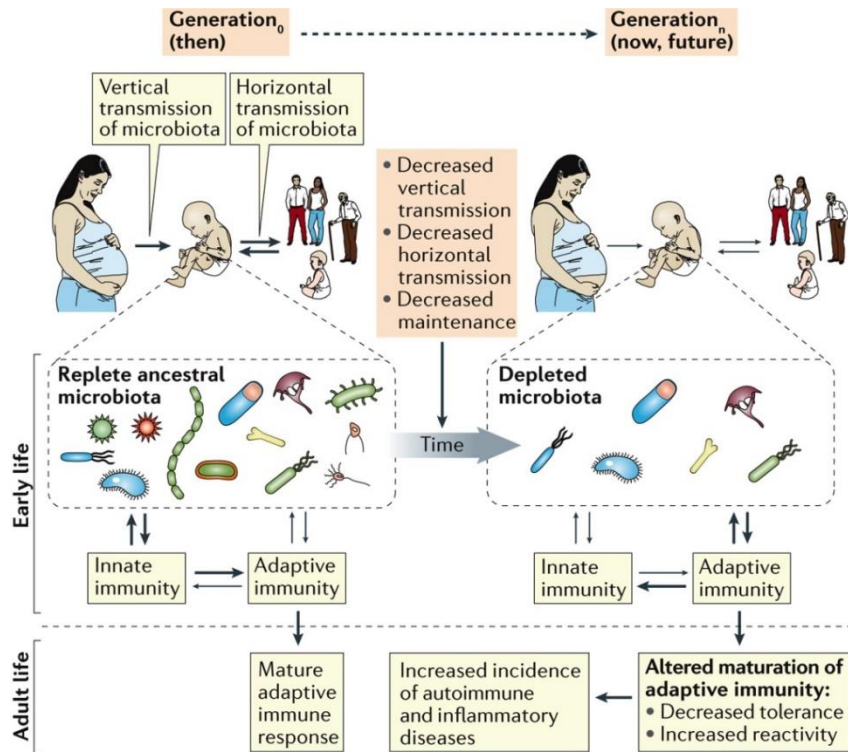 Generation₀
(then)
Generationₙ
(now, future)
Vertical
transmission
of microbiota
Horizontal
transmission
of microbiota
• Decreased
vertical
transmission
• Decreased
horizontal
transmission
• Decreased
maintenance
Early life
Replete ancestral
microbiota
Time
Depleted
microbiota
Innate
immunity
Adaptive
immunity
Innate
immunity
Adaptive
immunity
Adult life
Mature
adaptive
immune
response
Increased incidence
of autoimmune
and inflammatory
diseases
Altered maturation of
adaptive immunity:
• Decreased tolerance
• Increased reactivity